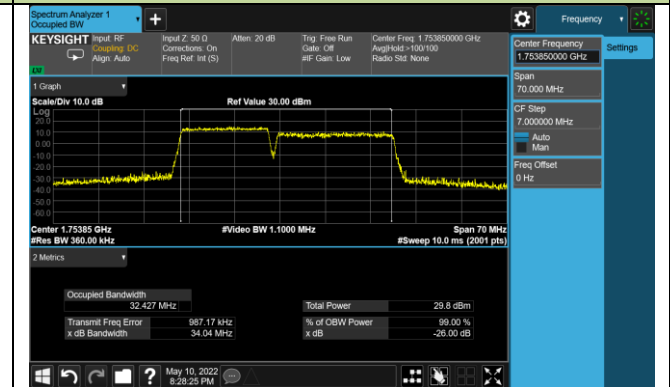 Spectrum Analyzer 1
Occupied BW
Frequency
KEYSIGHT
Input: RF
Coupling: DC
Align: Auto
Input Z: 50 Ω
Corrections: On
Freq Ref: Int (S)
Atten: 20 dB
Trig: Free Run
Gate: Off
#IF Gain: Low
Center Freq: 1.753850000 GHz
Avg|Hold:>100/100
Radio Std: None
LXI
Center Frequency
1.753850000 GHz
Settings
Span
70.000 MHz
CF Step
7.000000 MHz
Auto
Man
Freq Offset
0 Hz
1 Graph
Scale/Div 10.0 dB
Ref Value 30.00 dBm
Log
20.0
10.0
0.00
-10.0
-20.0
-30.0
-40.0
-50.0
-60.0
Center 1.75385 GHz
#Video BW 1.1000 MHz
Span 70 MHz
#Res BW 360.00 kHz
#Sweep 10.0 ms (2001 pts)
2 Metrics
Occupied Bandwidth
32.427 MHz
Total Power
29.8 dBm
Transmit Freq Error
987.17 kHz
% of OBW Power
99.00 %
x dB Bandwidth
34.04 MHz
x dB
-26.00 dB
?
May 10, 2022
8:28:25 PM